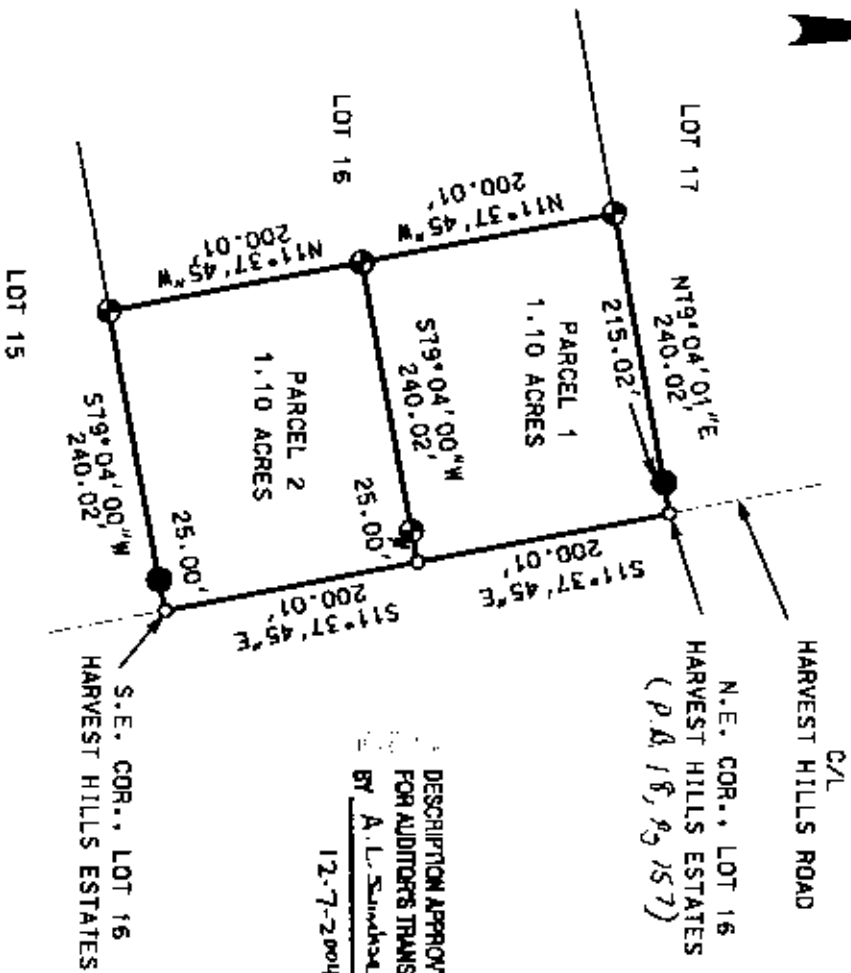 C/L
HARVEST HILLS ROAD
N.E. COR., LOT 16
HARVEST HILLS ESTATES
LOT 17
N79°04'01"E
240.02'
215.02'
N11°37'45"W
200.01'
PARCEL 1
1.10 ACRES
S11°37'45"E
200.01'
LOT 16
S79°04'00"W
240.02'
25.00'
N11°37'45"W
200.01'
PARCEL 2
1.10 ACRES
S11°37'45"E
200.01'
25.00'
S79°04'00"W
240.02'
LOT 15
S.E. COR., LOT 16
HARVEST HILLS ESTATES
DESCRIPTION APPROV
FOR AUDITOR'S TRANS
BY A. L.
12-7-2004